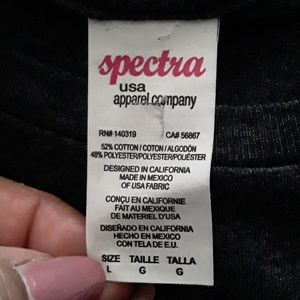 spectra
usa
apparel company
RN# 140319 CA# 56867
52% COTTON / COTON / ALGODÓN
48% POLYESTER/POLYESTER/POLIÉSTER
DESIGNED IN CALIFORNIA
MADE IN MEXICO
OF USA FABRIC
CONÇU EN CALIFORNIE
FAIT AU MEXIQUE
DE MATERIEL D'USA
DISEÑADO EN CALIFORNIA
HECHO EN MEXICO
CON TELA DE E.U.
SIZE TAILLE TALLA
L G G